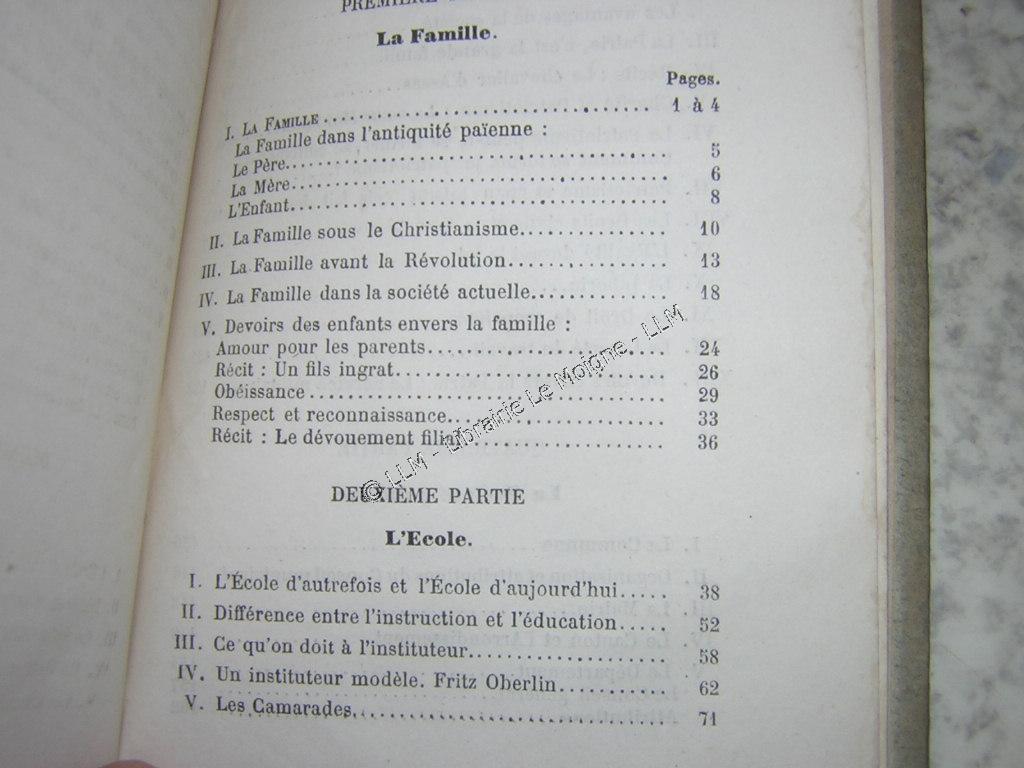 PREMIÈRE
La Famille.
Pages.
I. LA FAMILLE........................................ 1 à 4
La Famille dans l'antiquité païenne :
Le Père........................................ 5
La Mère........................................ 6
L'Enfant........................................ 8
II. La Famille sous le Christianisme................ 10
III. La Famille avant la Révolution................ 13
IV. La Famille dans la société actuelle.............. 18
V. Devoirs des enfants envers la famille :
Amour pour les parents........................ 24
Récit : Un fils ingrat........................ 26
Obéissance........................ 29
Respect et reconnaissance........................ 33
Récit : Le dévouement filial........................ 36
DEUXIÈME PARTIE
L'Ecole.
I. L'École d'autrefois et l'École d'aujourd'hui..... 38
II. Différence entre l'instruction et l'éducation..... 52
III. Ce qu'on doit à l'instituteur.................. 58
IV. Un instituteur modèle. Fritz Oberlin........... 62
V. Les Camarades........................ 71
© LLM - Librairie Le Moigne - LLM